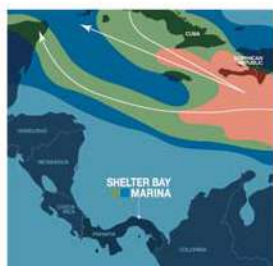 CUBA
DOMINICAN
REPUBLIC
HONDURAS
NICARAGUA
SHELTER BAY
MARINA
COSTA
RICA
PANAMA
COLOMBIA